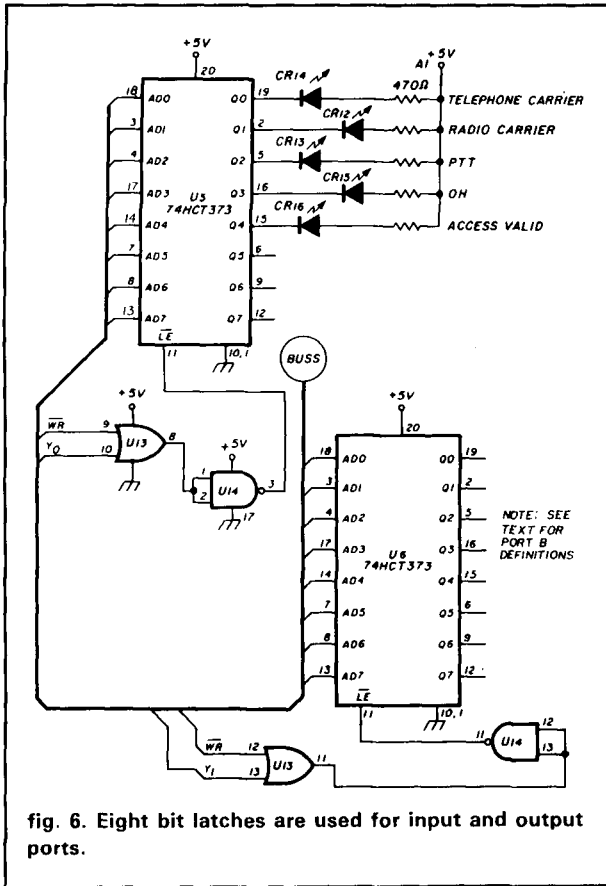 +5V
20
18 AD0 Q0 19
3 AD1 Q1 2
4 AD2 Q2 5
17 AD3 Q3 16
14 AD4 Q4 15
7 AD5 Q5 6
8 AD6 Q6 9
13 AD7 Q7 12
U5
74HCT373
LE
11
10,1
CR14
CR12
CR13
CR15
CR16
470Ω
+5V
A1
TELEPHONE CARRIER
RADIO CARRIER
PTT
OH
ACCESS VALID
BUSS
+5V
WR 9
Y0 10
U13
8
+5V
1
2
U14
3
17
+5V
20
18 AD0 Q0 19
3 AD1 Q1 2
4 AD2 Q2 5
17 AD3 Q3 16
14 AD4 Q4 15
7 AD5 Q5 6
8 AD6 Q6 9
13 AD7 Q7 12
U6
74HCT373
LE
11
10,1
NOTE: SEE
TEXT FOR
PORT B
DEFINITIONS
WR 12
Y1 13
U13
11
11
U14
12
13
fig. 6. Eight bit latches are used for input and output
ports.